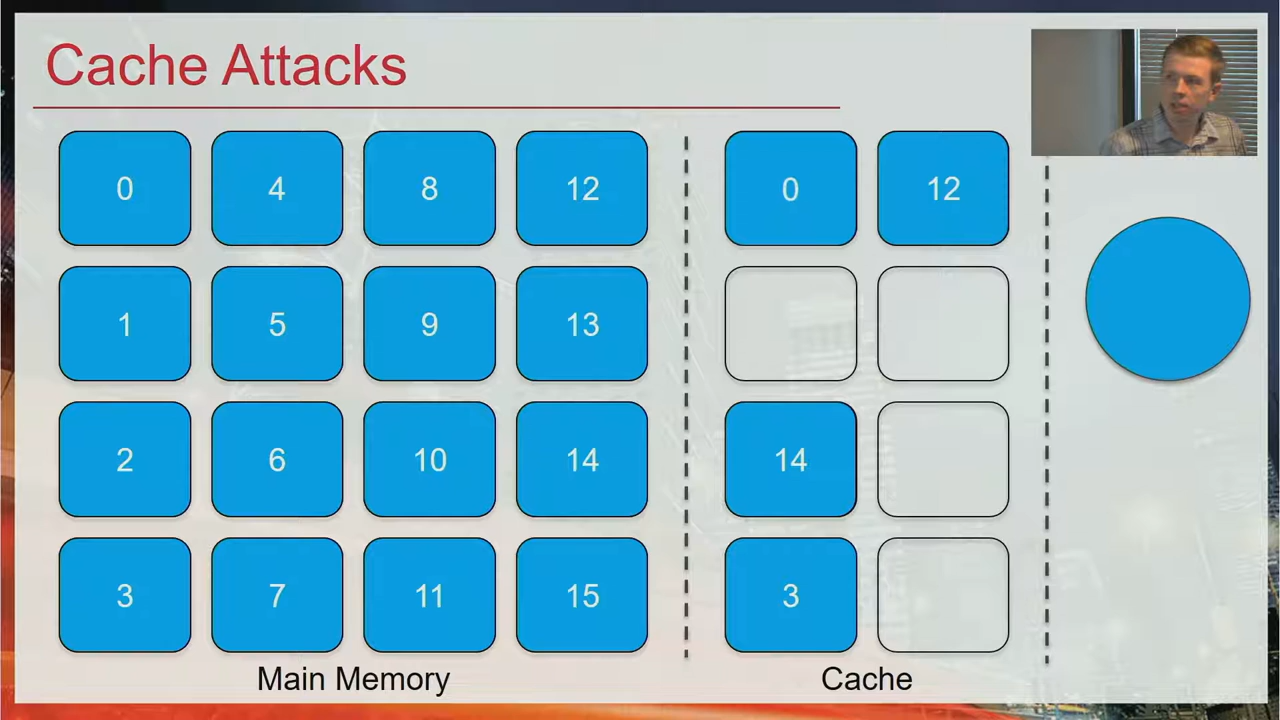 Cache Attacks
0 4 8 12 0 12
1 5 9 13
2 6 10 14 14
3 7 11 15 3
Main Memory Cache